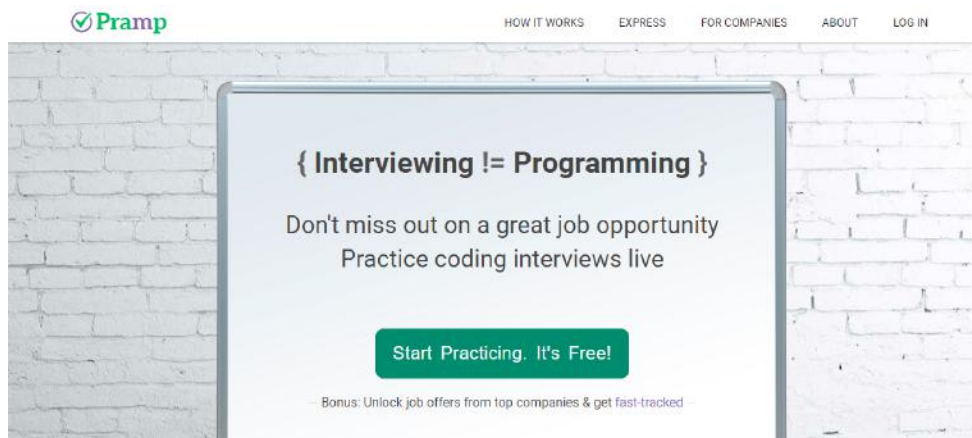 Pramp
HOW IT WORKS EXPRESS FOR COMPANIES ABOUT LOG IN
{ Interviewing != Programming }
Don't miss out on a great job opportunity
Practice coding interviews live
Start Practicing. It's Free!
Bonus: Unlock job offers from top companies & get fast-tracked